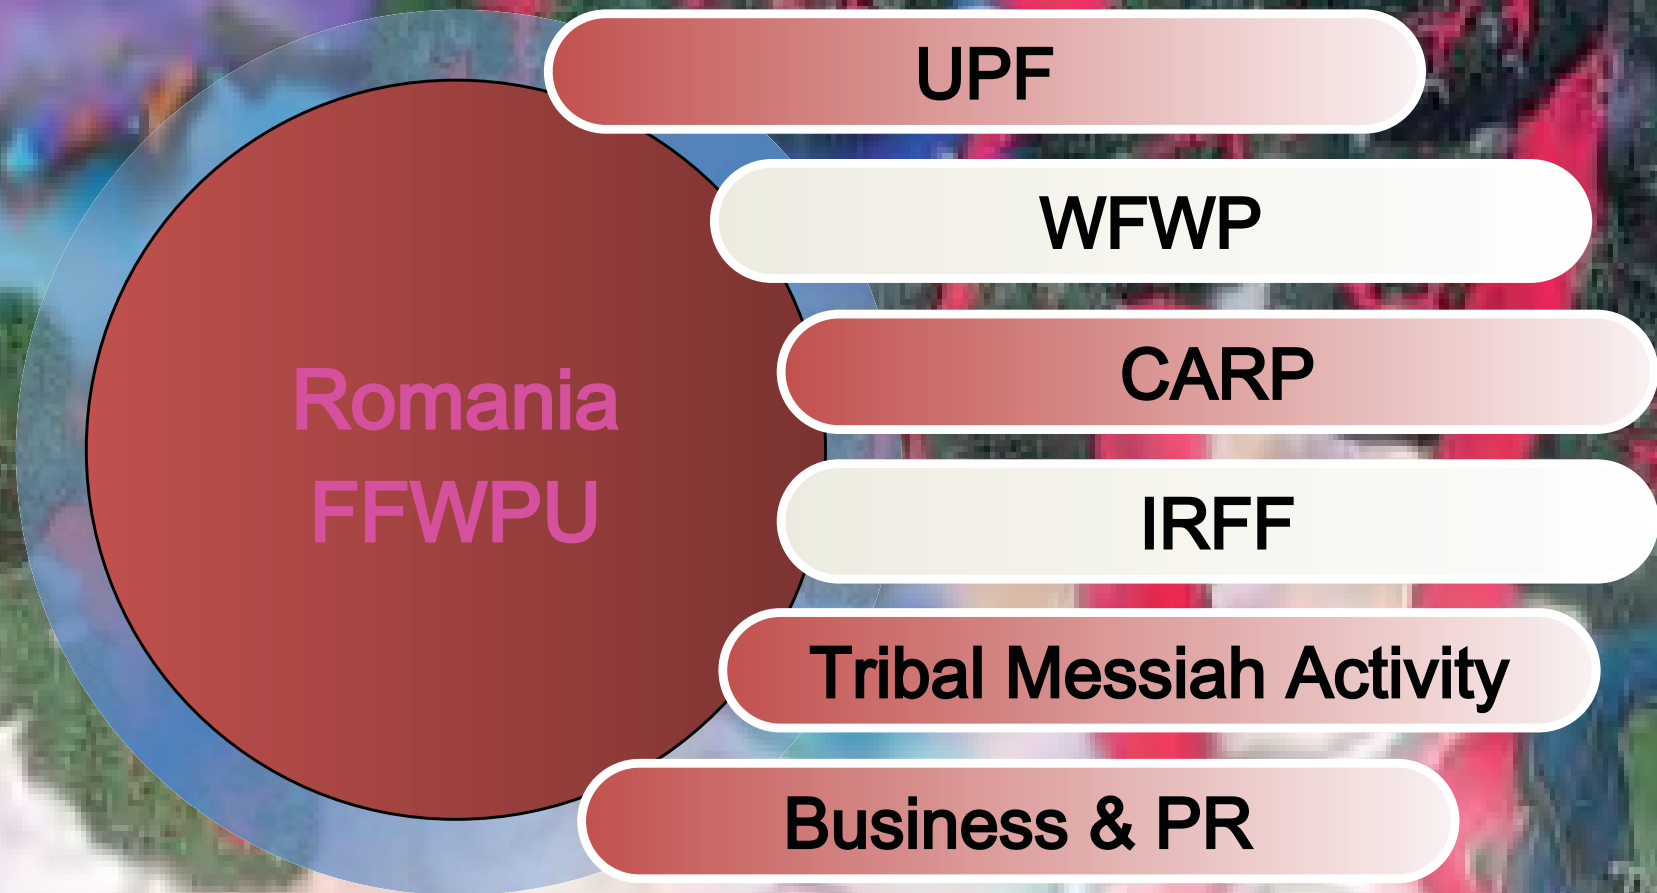 UPF
WFWP
CARP
Romania
FFWPU
IRFF
Tribal Messiah Activity
Business & PR